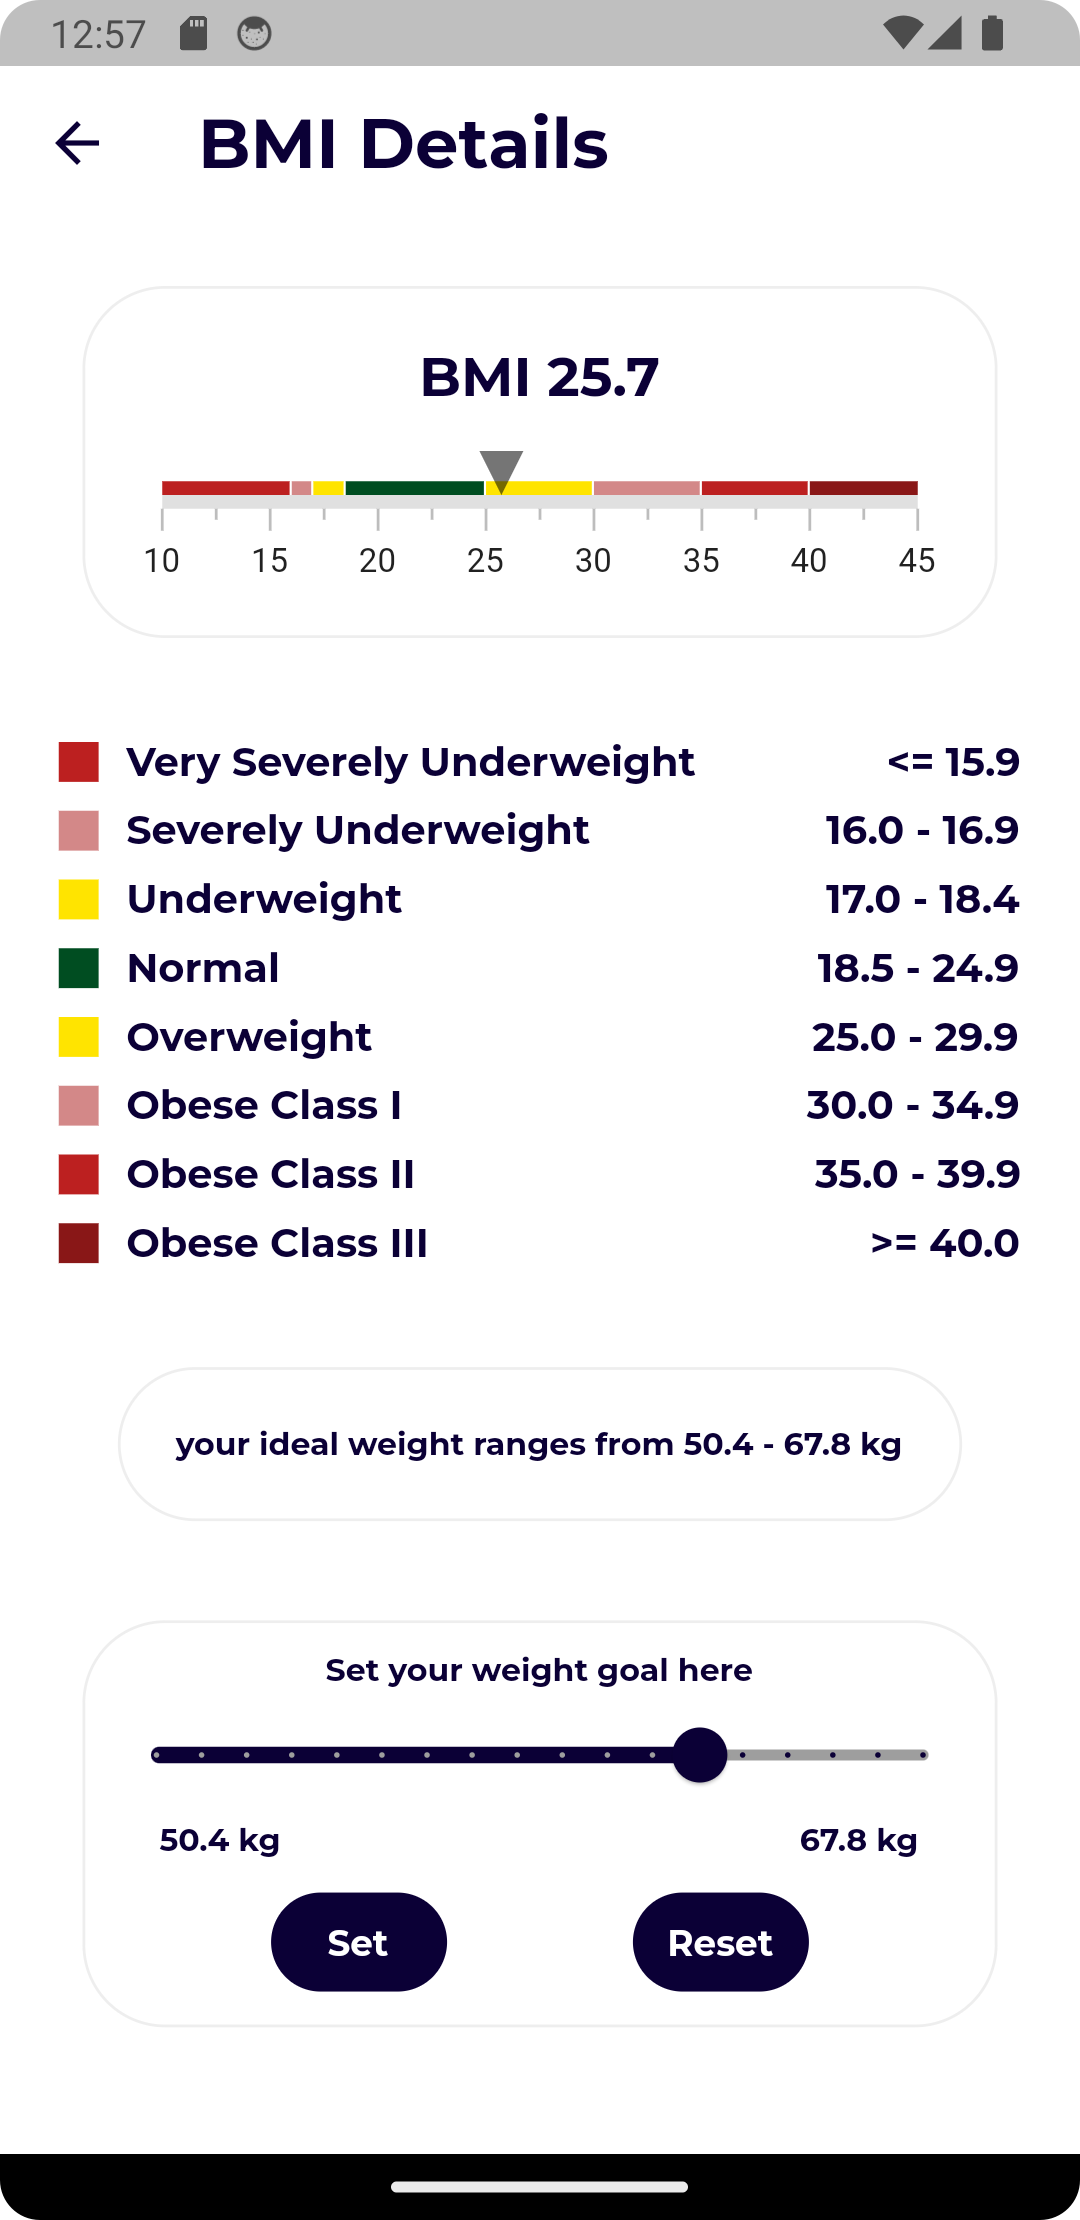 12:57
BMI Details
BMI 25.7
10 15 20 25 30 35 40 45
Very Severely Underweight <= 15.9
Severely Underweight 16.0 - 16.9
Underweight 17.0 - 18.4
Normal 18.5 - 24.9
Overweight 25.0 - 29.9
Obese Class I 30.0 - 34.9
Obese Class II 35.0 - 39.9
Obese Class III >= 40.0
your ideal weight ranges from 50.4 - 67.8 kg
Set your weight goal here
50.4 kg 67.8 kg
Set Reset